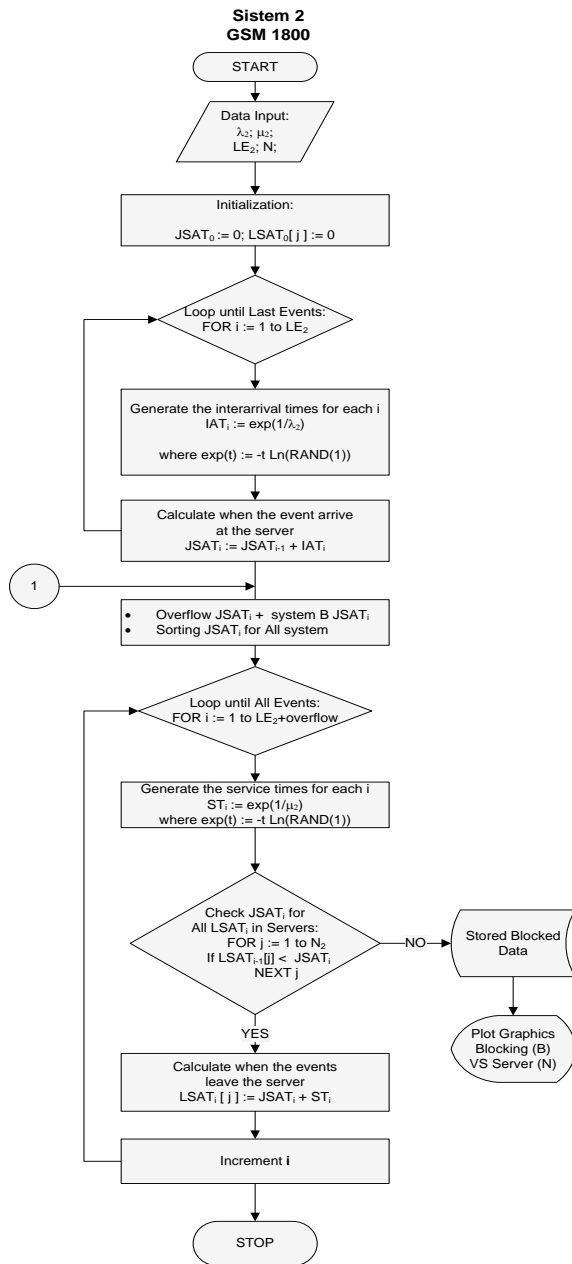 Sistem 2
GSM 1800
START
Data Input:
λ₂; μ₂;
LE₂; N;
Initialization:
JSAT₀ := 0; LSAT₀[ j ] := 0
Loop until Last Events:
FOR i := 1 to LE₂
Generate the interarrival times for each i
IATᵢ := exp(1/λ₂)
where exp(t) := -t Ln(RAND(1))
Calculate when the event arrive
at the server
JSATᵢ := JSATᵢ₋₁ + IATᵢ
1
• Overflow JSATᵢ + system B JSATᵢ
• Sorting JSATᵢ for All system
Loop until All Events:
FOR i := 1 to LE₂+overflow
Generate the service times for each i
STᵢ := exp(1/μ₂)
where exp(t) := -t Ln(RAND(1))
Check JSATᵢ for
All LSATᵢ in Servers:
FOR j := 1 to N₂
If LSATᵢ₋₁[j] < JSATᵢ
NEXT j
NO
Stored Blocked
Data
Plot Graphics
Blocking (B)
VS Server (N)
YES
Calculate when the events
leave the server
LSATᵢ [ j ] := JSATᵢ + STᵢ
Increment i
STOP